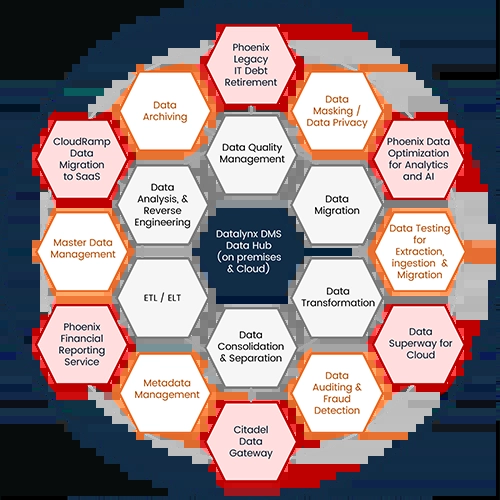 Phoenix
Legacy
IT Debt
Retirement
Data
Archiving
Data
Masking /
Data Privacy
CloudRamp
Data
Migration
to SaaS
Data Quality
Management
Phoenix Data
Optimization
for Analytics
and AI
Data
Analysis, &
Reverse
Engineering
Data
Migration
Master Data
Management
Datalynx DMS
Data Hub
(on premises
& Cloud)
Data Testing
for
Extraction,
ingestion &
Migration
ETL / ELT
Data
Transformation
Phoenix
Financial
Reporting
Service
Data
Consolidation
& Separation
Data
Superway for
Cloud
Metadata
Management
Data
Auditing &
Fraud
Detection
Citadel
Data
Gateway